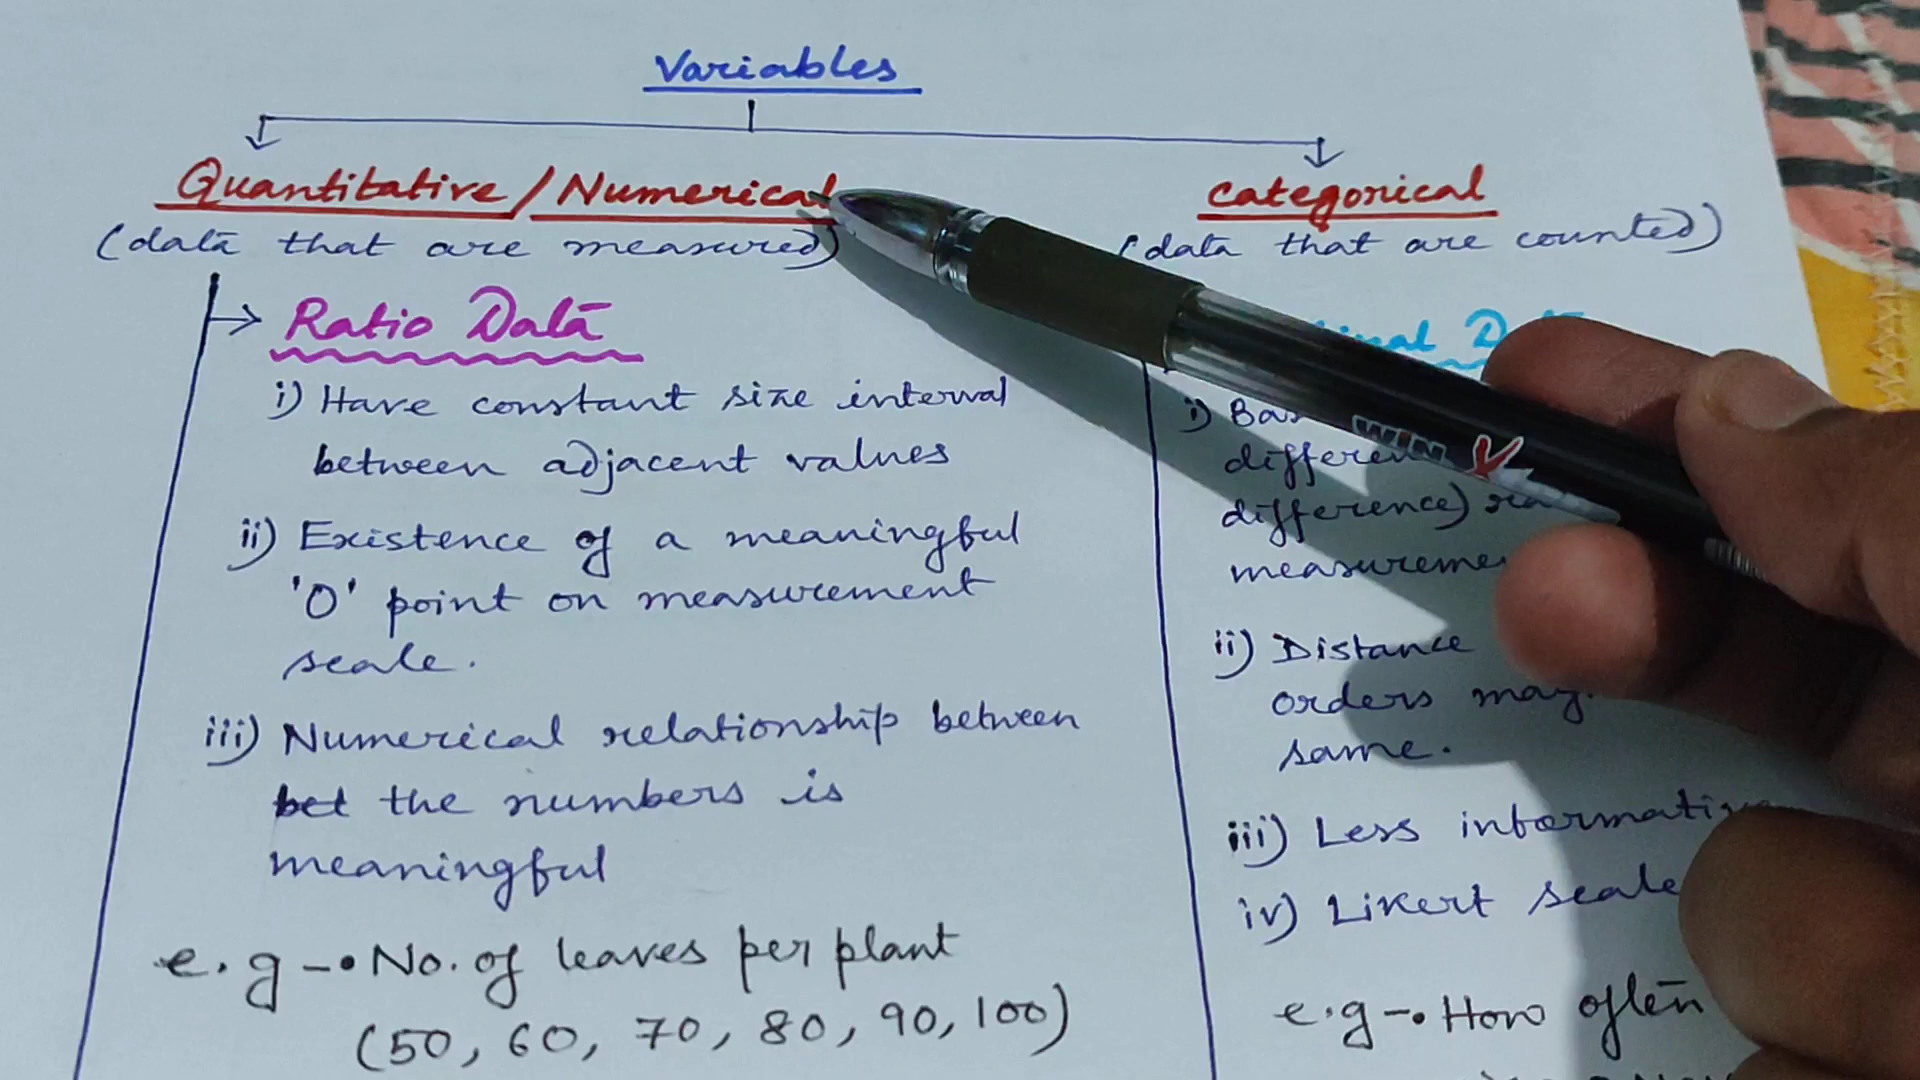 Variables
Quantitative/Numerical
(data that are measured)
Ratio Data
i) Have constant size interval
between adjacent values
ii) Existence of a meaningful
'0' point on measurement
scale.
iii) Numerical relationship between
bet the numbers is
meaningful
e.g - • No. of leaves per plant
(50, 60, 70, 80, 90, 100)
Categorical
(data that are counted)
i)
difference)
ii) Distance
orders may
same.
iii) Less
iv) Likert scale
e.g - • How often
WIN